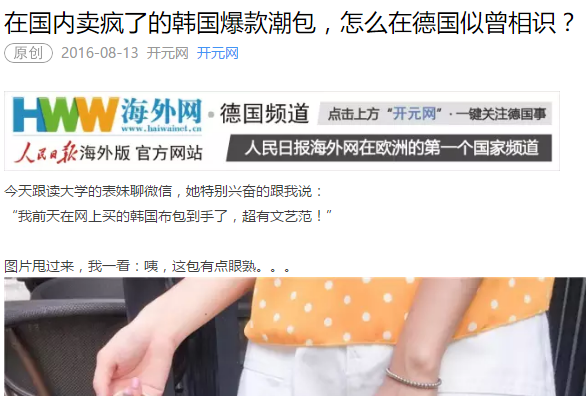 在国内卖疯了的韩国爆款潮包，怎么在德国似曾相识？
原创 2016-08-13 开元网 开元网
HWW 海外网·德国频道 点击上方“开元网”·一键关注德国事
www.haiwainet.cn
人民日报海外版 官方网站 人民日报海外网在欧洲的第一个国家频道
今天跟读大学的表妹聊微信，她特别兴奋的跟我说：
“我前天在网上买的韩国布包到手了，超有文艺范！”
图片甩过来，我一看：咦，这包有点眼熟。。。